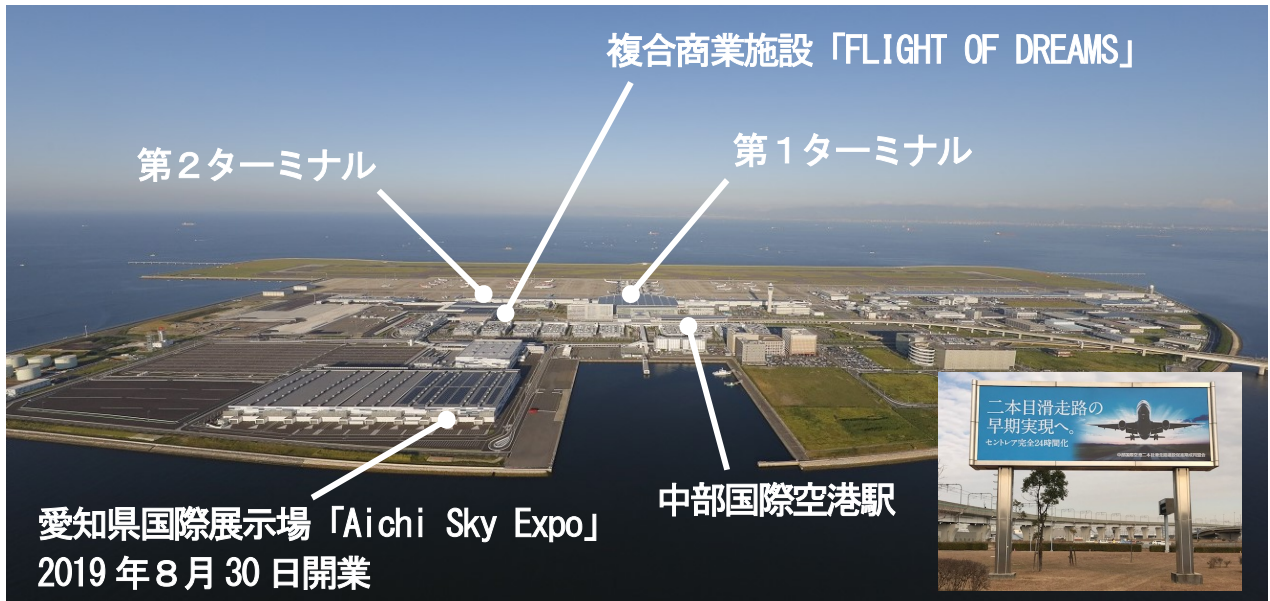 複合商業施設「FLIGHT OF DREAMS」
第２ターミナル
第１ターミナル
中部国際空港駅
愛知県国際展示場「Aichi Sky Expo」
2019年８月30日開業
二本目滑走路の
早期実現へ。
セントレア完全24時間化